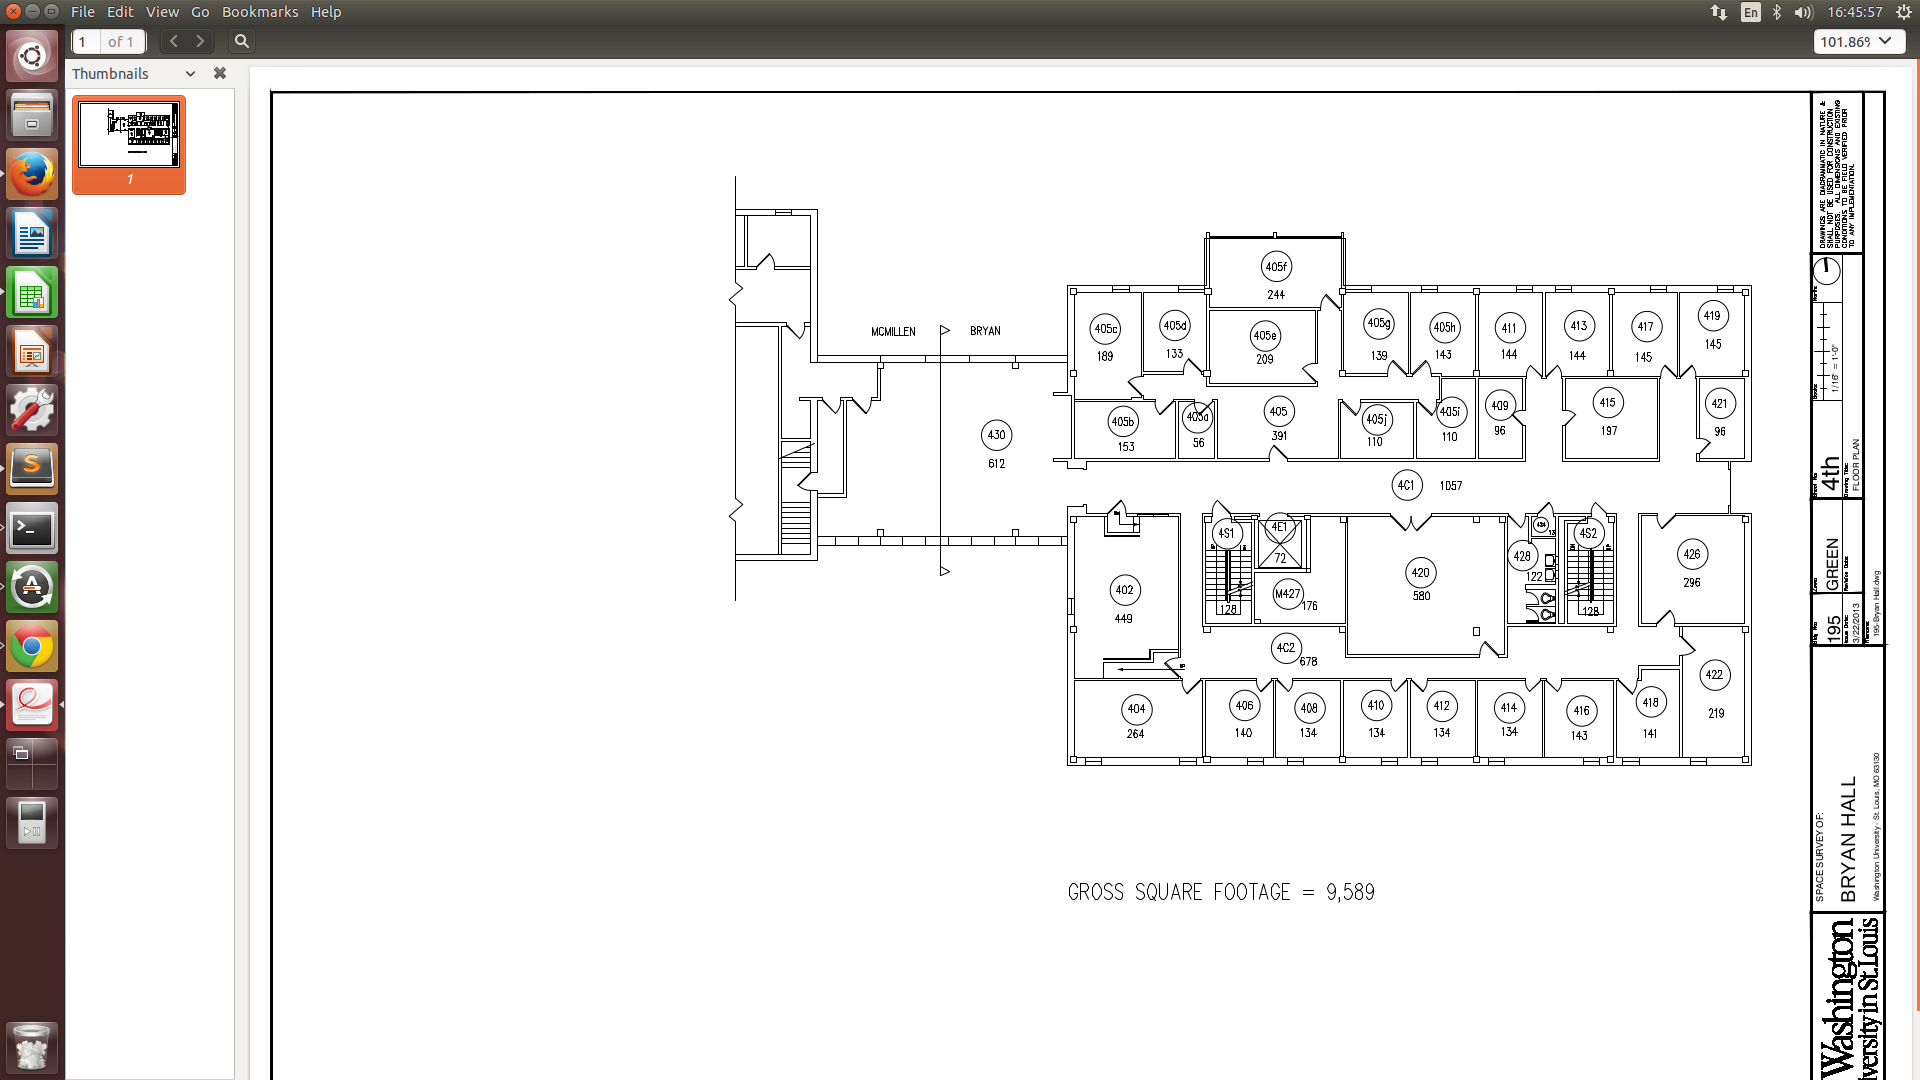 File Edit View Go Bookmarks Help
En 16:45:57
1 of 1 101.86%
Thumbnails
1
MCMILLEN BRYAN
430
612
405f
244
405c
189
405d
133
405e
209
405g
139
405h
143
411
144
413
144
417
145
419
145
405b
153
405a
56
405
391
405j
110
405i
110
409
96
415
197
421
96
4C1 1057
402
449
4S1
128
4E1
72
M427
176
420
580
428
122
4S2
128
426
296
4C2
678
422
219
404
264
406
140
408
134
410
134
412
134
414
134
416
143
418
141
GROSS SQUARE FOOTAGE = 9,589
DRAWINGS ARE DIAGRAMMATIC IN NATURE &
SHALL NOT BE USED FOR CONSTRUCTION
PURPOSES. ALL DIMENSIONS AND EXISTING
CONDITIONS TO BE FIELD VERIFIED PRIOR
TO ANY IMPLEMENTATION.
1/16" = 1'-0"
4th
FLOOR PLAN
GREEN
195
3/22/2013
195-Bryan Hall.dwg
SPACE SURVEY OF:
BRYAN HALL
Washington University - St. Louis, MO 63130
Washington
versity in St. Louis